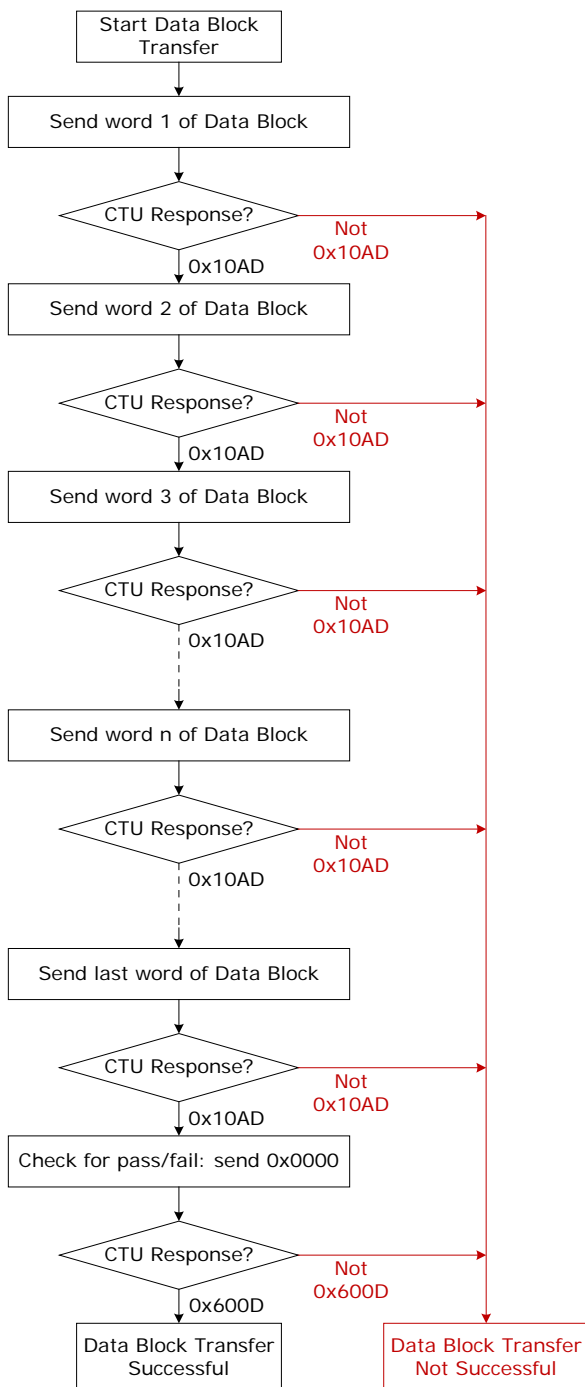 Start Data Block
Transfer
Send word 1 of Data Block
CTU Response?
Not
0x10AD
0x10AD
Send word 2 of Data Block
CTU Response?
Not
0x10AD
0x10AD
Send word 3 of Data Block
CTU Response?
Not
0x10AD
0x10AD
Send word n of Data Block
CTU Response?
Not
0x10AD
0x10AD
Send last word of Data Block
CTU Response?
Not
0x10AD
0x10AD
Check for pass/fail: send 0x0000
CTU Response?
Not
0x600D
0x600D
Data Block Transfer
Successful
Data Block Transfer
Not Successful